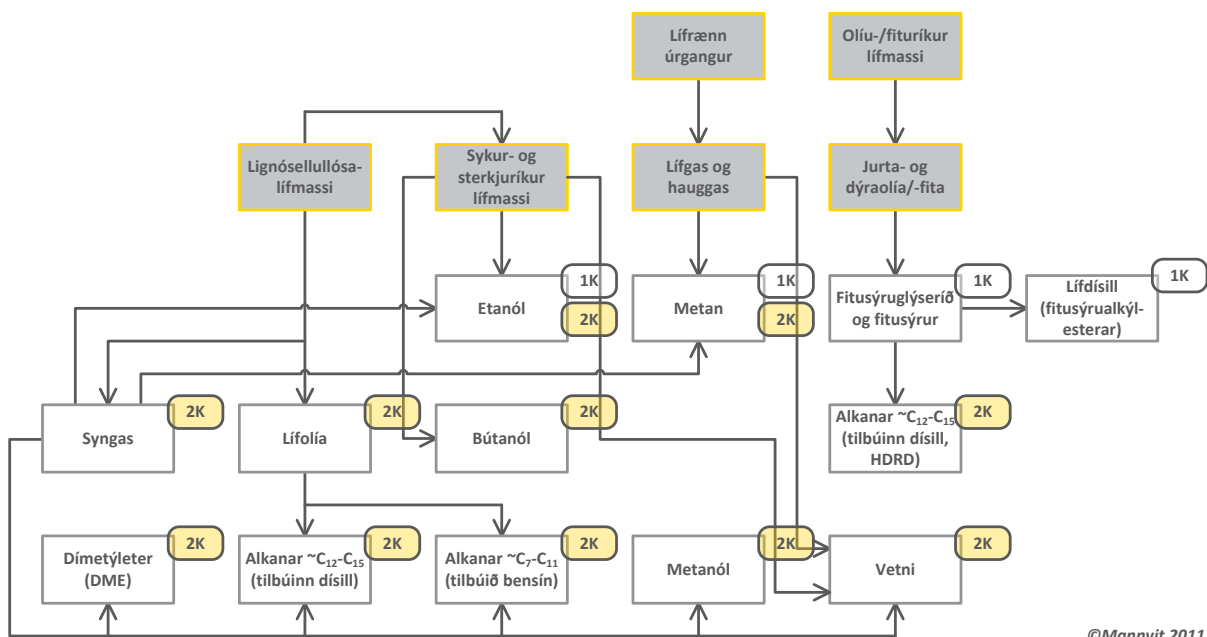 Lífrænn
úrgangur
Olíu-/fituríkur
lífmassi
Lignósellulósa-
lífmassi
Sykur- og
sterkjuríkur
lífmassi
Lífgas og
hauggas
Jurta- og
dýraolía/-fita
Etanól
1K
2K
Metan
1K
2K
Fitusýruglýseríð
og fitusýrur
1K
Lífdísill
(fitusýrualkýl-
esterar)
1K
Syngas
2K
Lífolía
2K
Bútanól
2K
Alkanar ~C12-C15
(tilbúinn dísill,
HDRD)
2K
Dímetýleter
(DME)
2K
Alkanar ~C12-C15
(tilbúinn dísill)
2K
Alkanar ~C7-C11
(tilbúið bensín)
2K
Metanól
2K
Vetni
2K
©Mannvit 2011